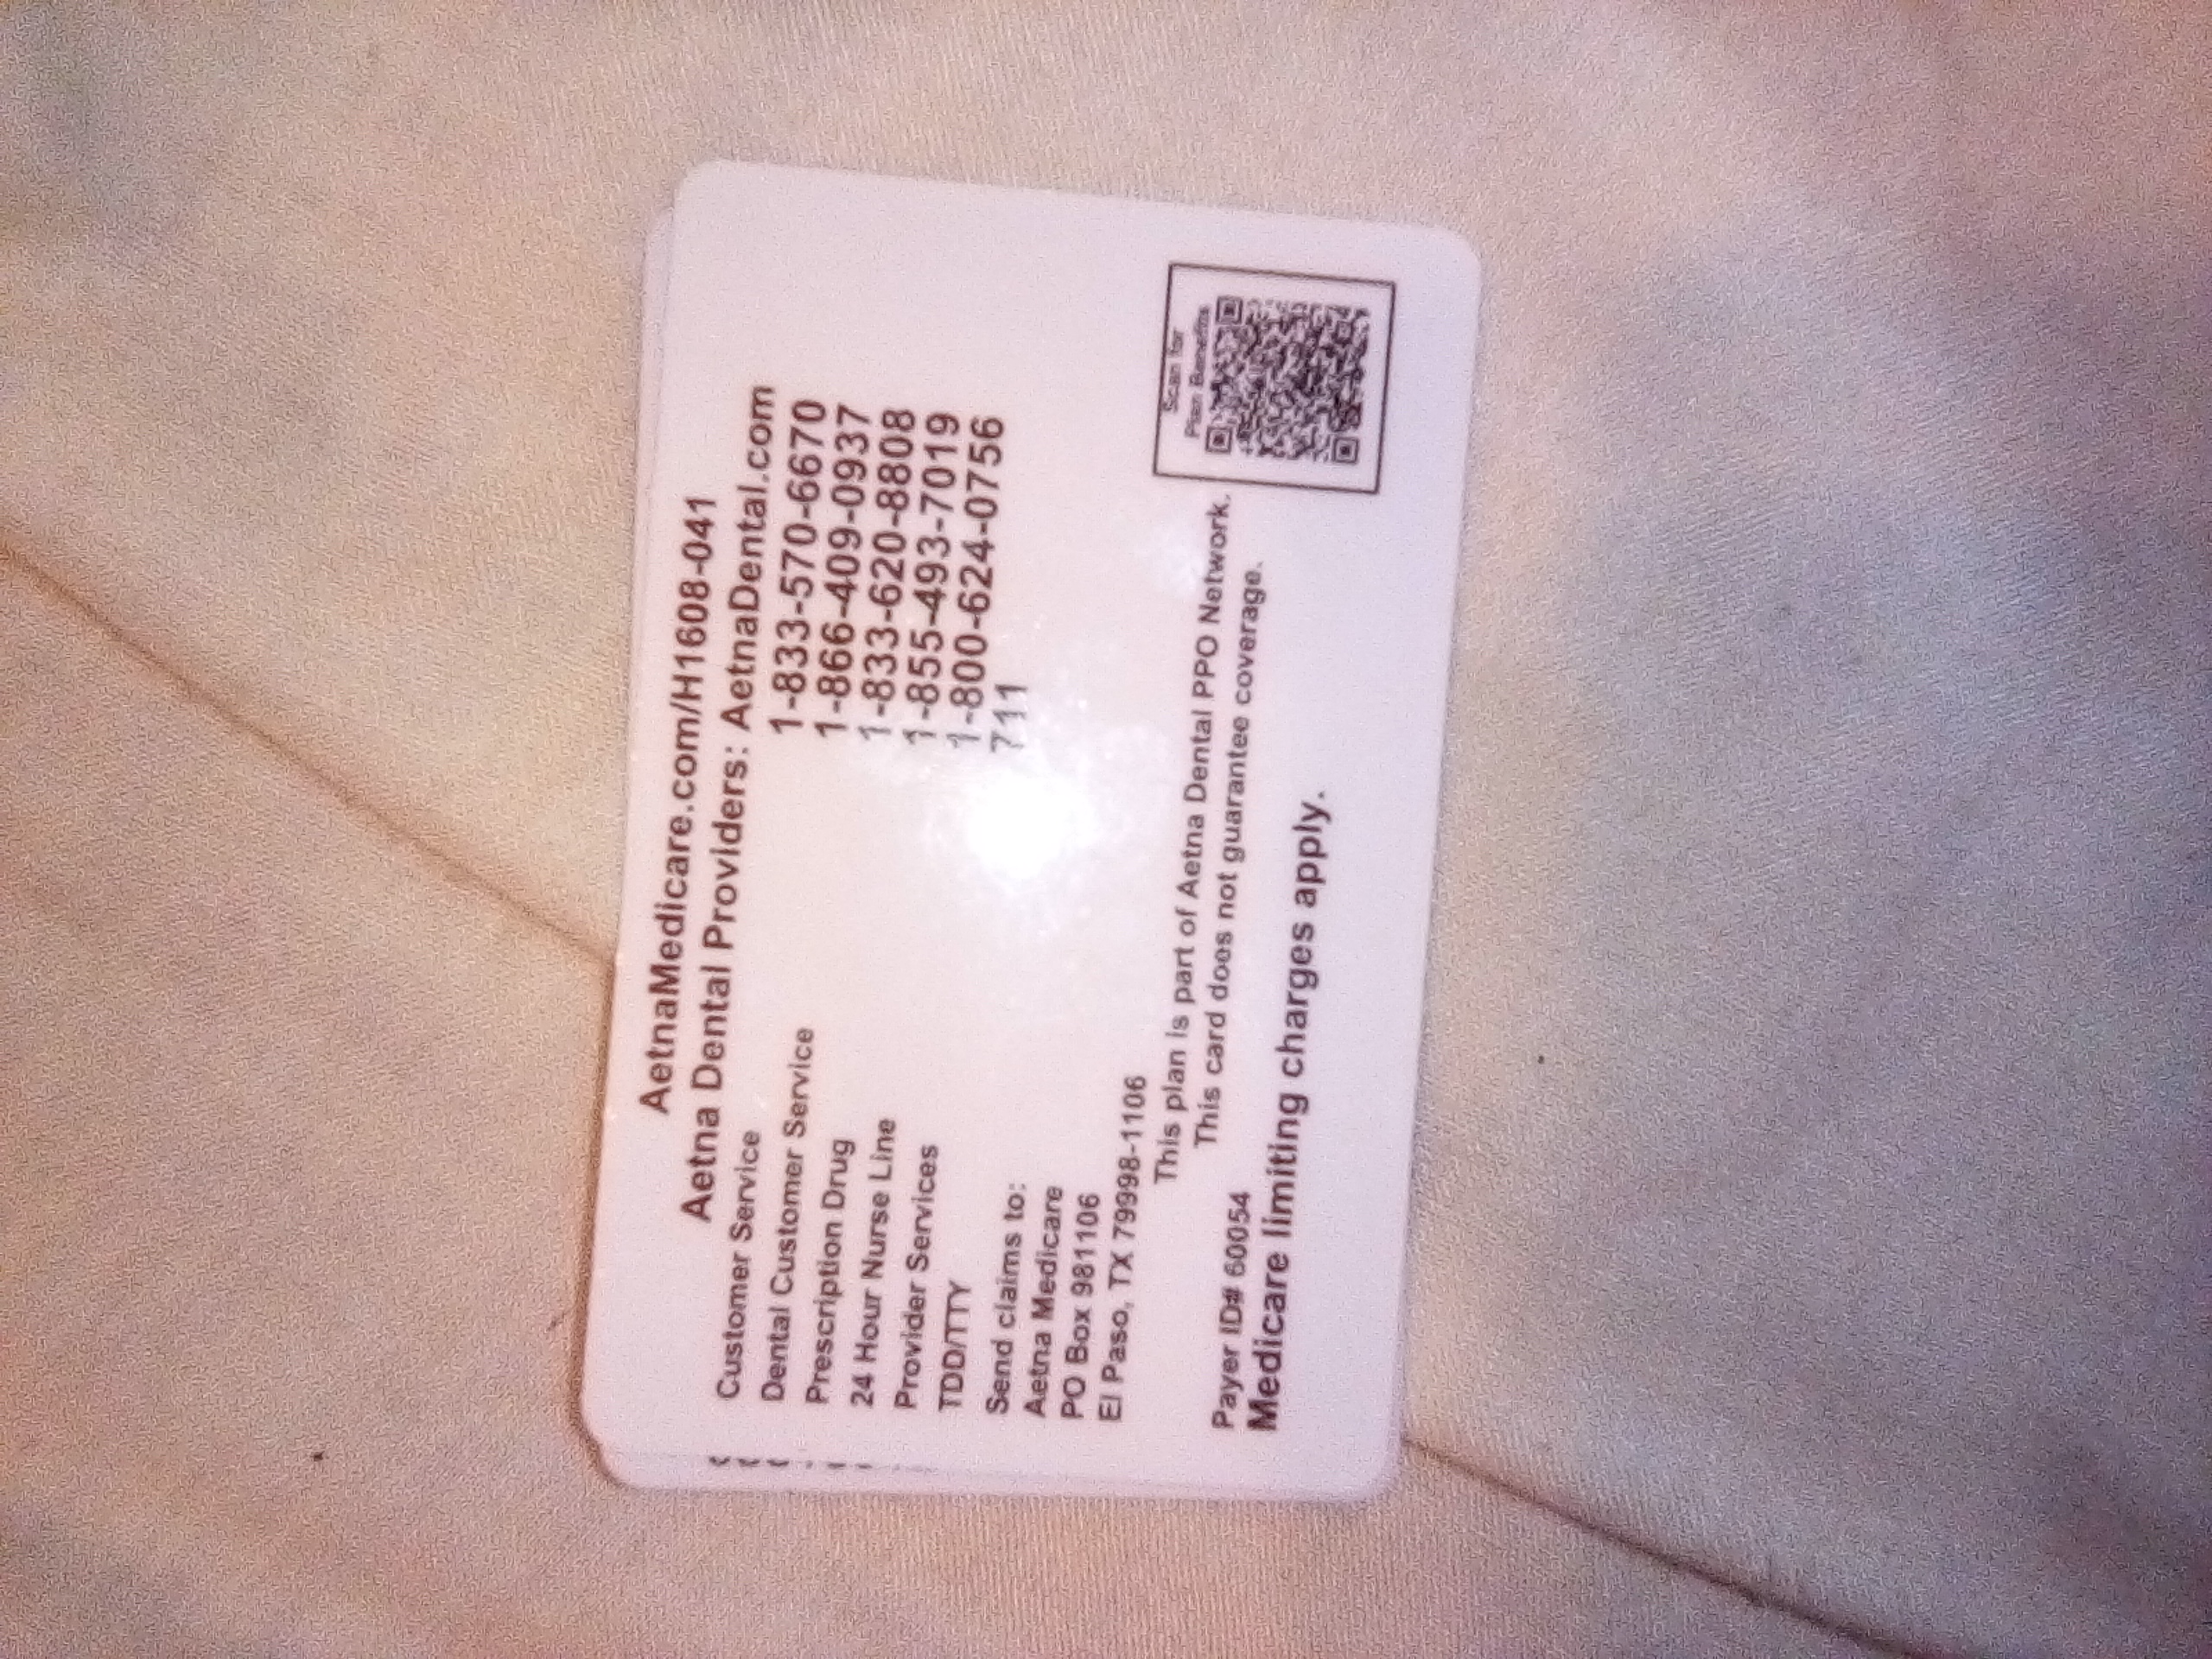 AetnaMedicare.com/H1608-041
Aetna Dental Providers: AetnaDental.com
Customer Service 1-833-570-6670
Dental Customer Service 1-866-409-0937
Prescription Drug 1-833-620-8808
24 Hour Nurse Line 1-855-493-7019
Provider Services 1-800-624-0756
TDD/TTY 711
Send claims to:
Aetna Medicare
PO Box 981106
El Paso, TX 79998-1106
Scan for
Plan Benefits
This plan is part of Aetna Dental PPO Network.
This card does not guarantee coverage.
Payer ID# 60054
Medicare limiting charges apply.